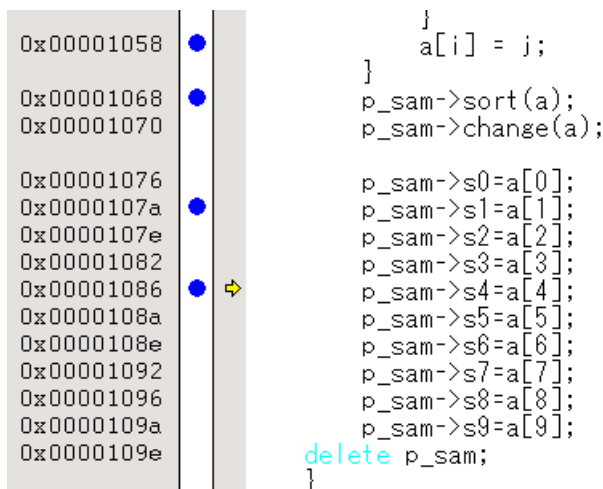 }
0x00001058 a[i] = j;
}
0x00001068 p_sam->sort(a);
0x00001070 p_sam->change(a);
0x00001076 p_sam->s0=a[0];
0x0000107a p_sam->s1=a[1];
0x0000107e p_sam->s2=a[2];
0x00001082 p_sam->s3=a[3];
0x00001086 p_sam->s4=a[4];
0x0000108a p_sam->s5=a[5];
0x0000108e p_sam->s6=a[6];
0x00001092 p_sam->s7=a[7];
0x00001096 p_sam->s8=a[8];
0x0000109a p_sam->s9=a[9];
0x0000109e delete p_sam;
}